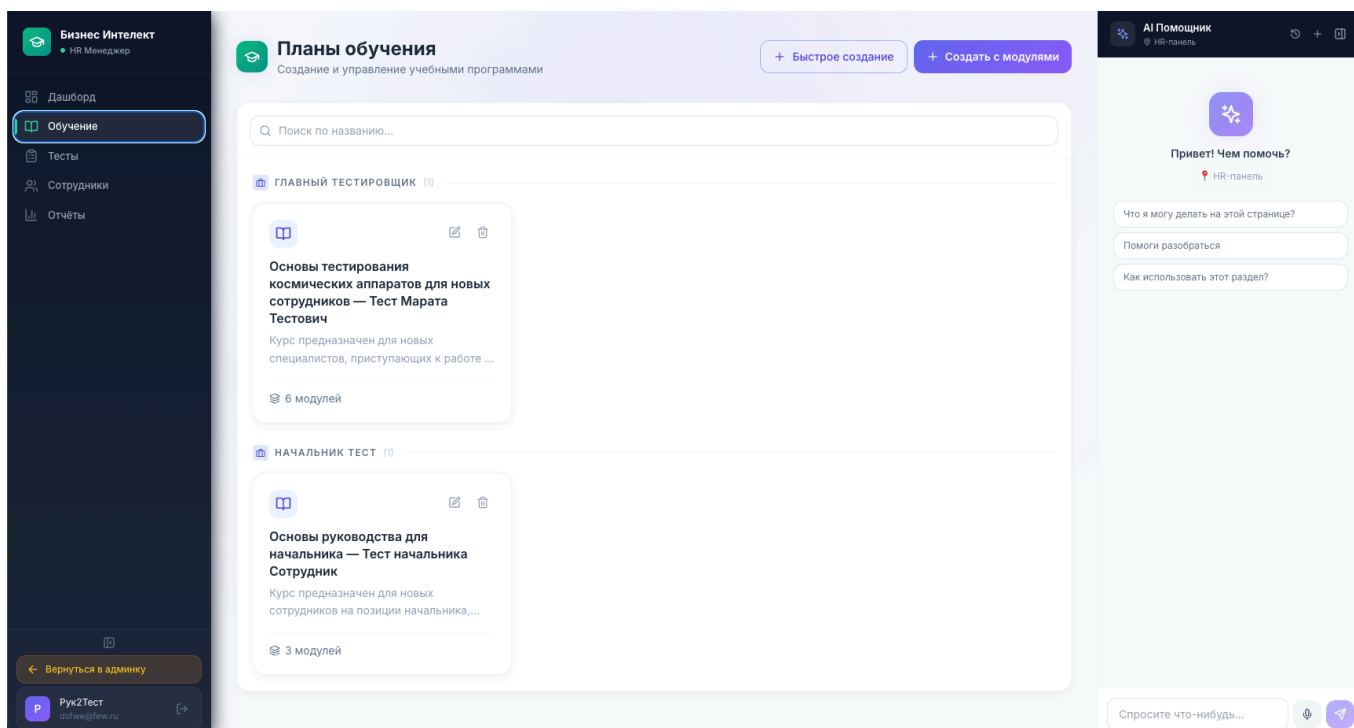 Бизнес Интелект
HR Менеджер
Дашборд
Обучение
Тесты
Сотрудники
Отчёты
Вернуться в админку
Р
Рук2Тест
dsfwe@few.ru
Планы обучения
Создание и управление учебными программами
+ Быстрое создание
+ Создать с модулями
Поиск по названию...
ГЛАВНЫЙ ТЕСТИРОВЩИК (1)
Основы тестирования
космических аппаратов для новых
сотрудников — Тест Марата
Тестович
Курс предназначен для новых
специалистов, приступающих к работе ...
6 модулей
НАЧАЛЬНИК ТЕСТ (1)
Основы руководства для
начальника — Тест начальника
Сотрудник
Курс предназначен для новых
сотрудников на позиции начальника,...
3 модулей
AI Помощник
HR-панель
Привет! Чем помочь?
HR-панель
Что я могу делать на этой странице?
Помоги разобраться
Как использовать этот раздел?
Спросите что-нибудь...